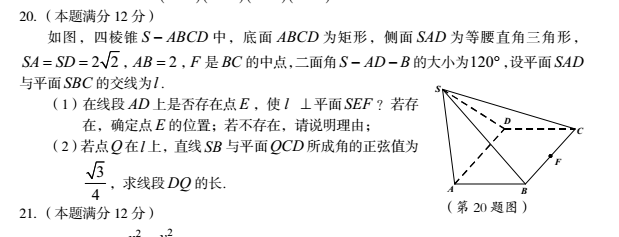 20.（本题满分 12 分）
如图，四棱锥 S－ABCD 中，底面 ABCD 为矩形，侧面 SAD 为等腰直角三角形，
SA＝SD＝2√2，AB＝2，F 是 BC 的中点,二面角 S－AD－B 的大小为120°,设平面 SAD
与平面 SBC 的交线为 l．
（1）在线段 AD 上是否存在点 E，使 l ⊥平面 SEF？若存
在，确定点 E 的位置；若不存在，请说明理由；
（2）若点 Q 在 l 上，直线 SB 与平面 QCD 所成角的正弦值为
√3/4，求线段 DQ 的长．
S
D
C
F
A
B
（第 20 题图）
21.（本题满分 12 分）